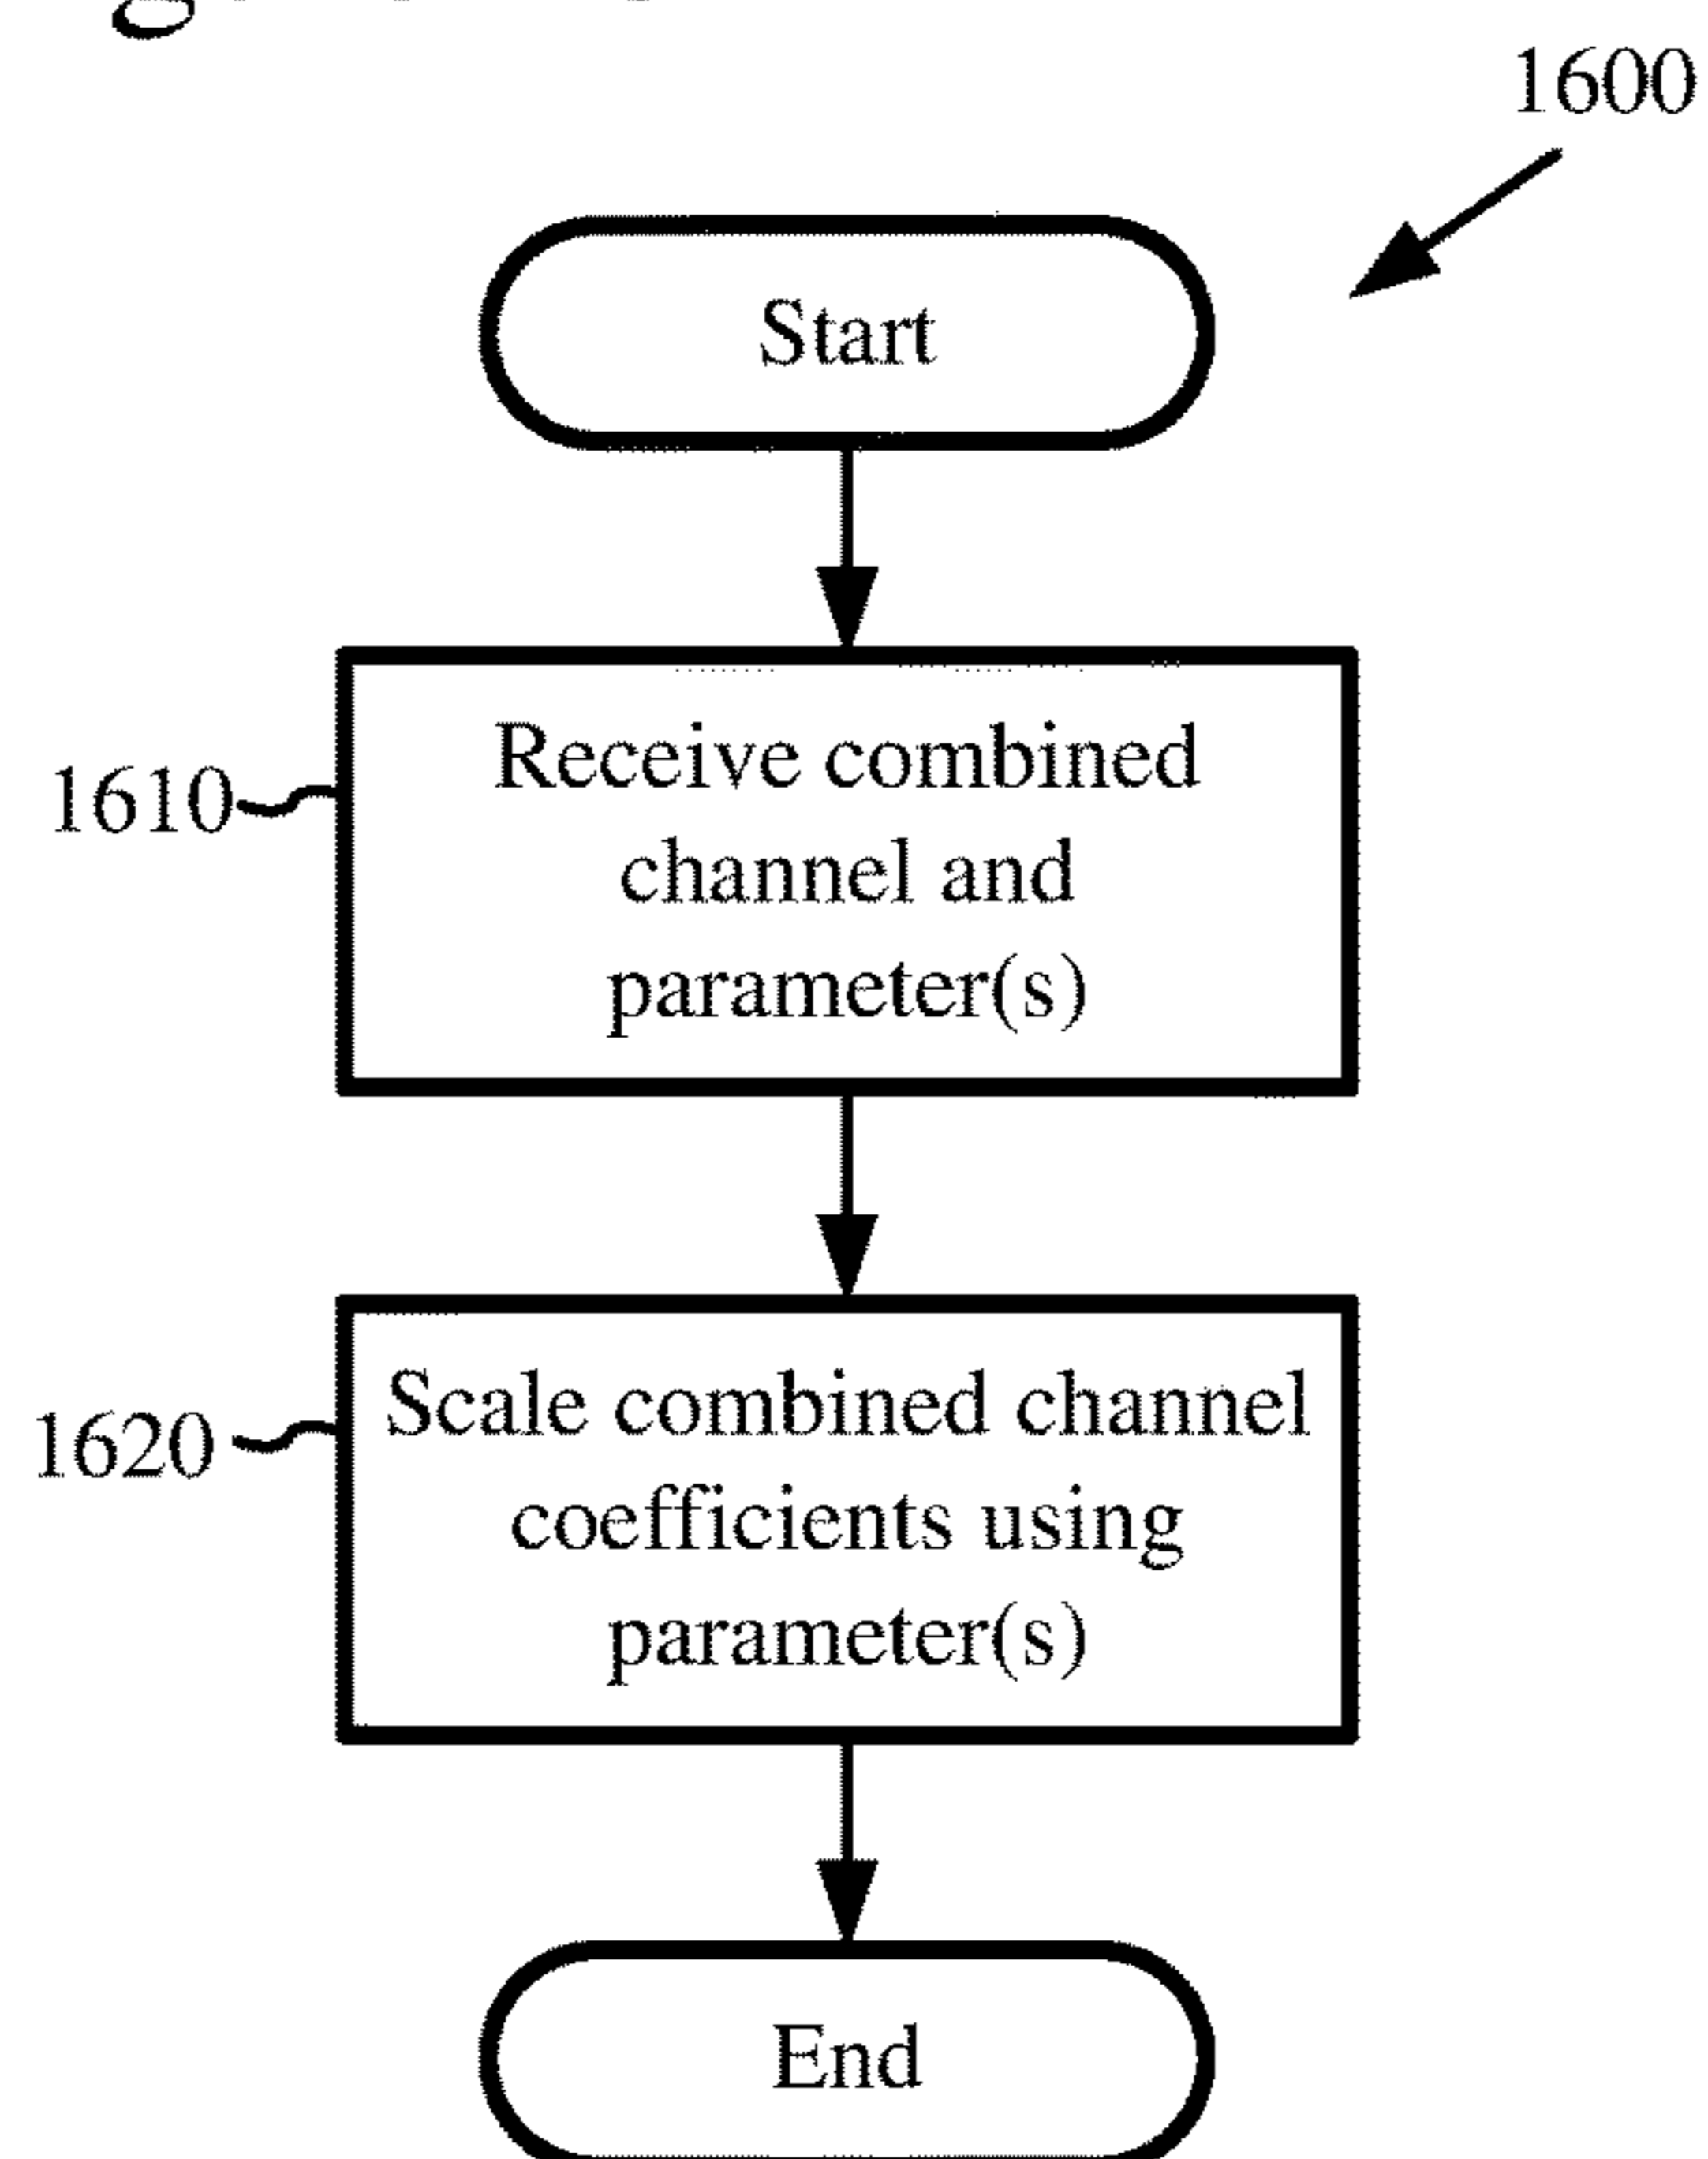 1600
Start
1610
Receive combined
channel and
parameter(s)
1620
Scale combined channel
coefficients using
parameter(s)
End